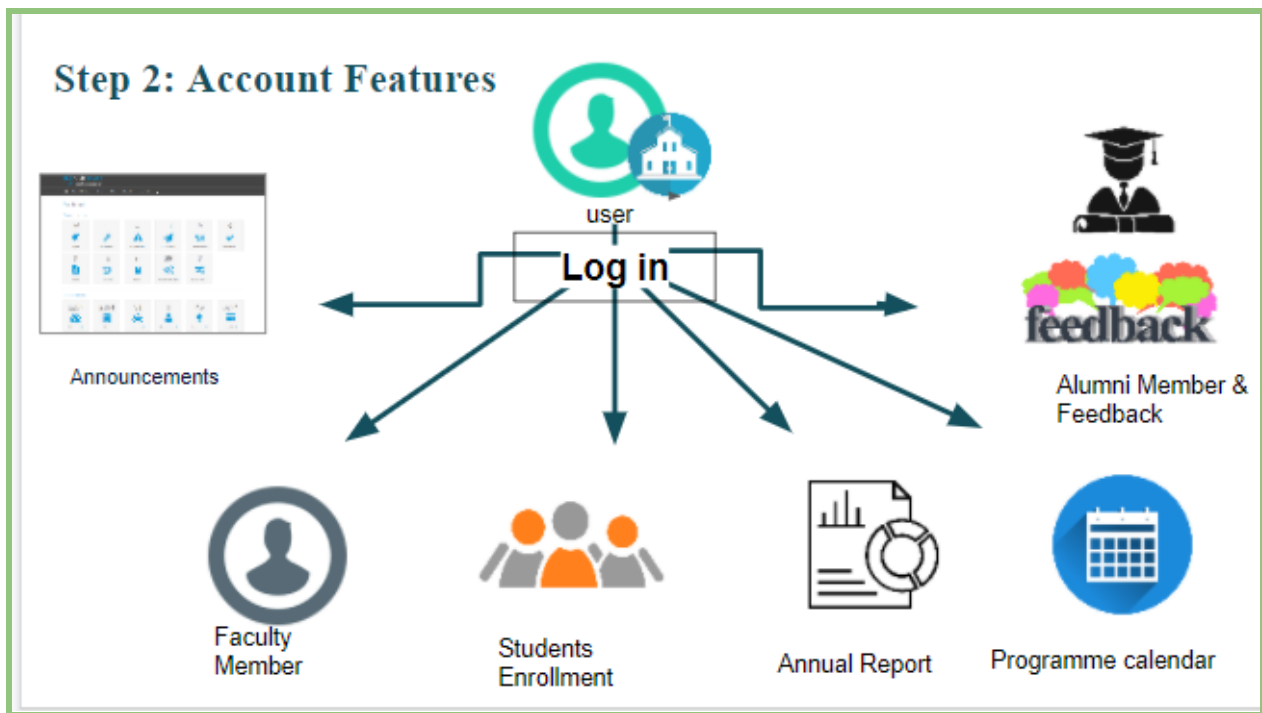 Step 2: Account Features
user
Log in
Announcements
feedback
Alumni Member &
Feedback
Faculty
Member
Students
Enrollment
Annual Report
Programme calendar